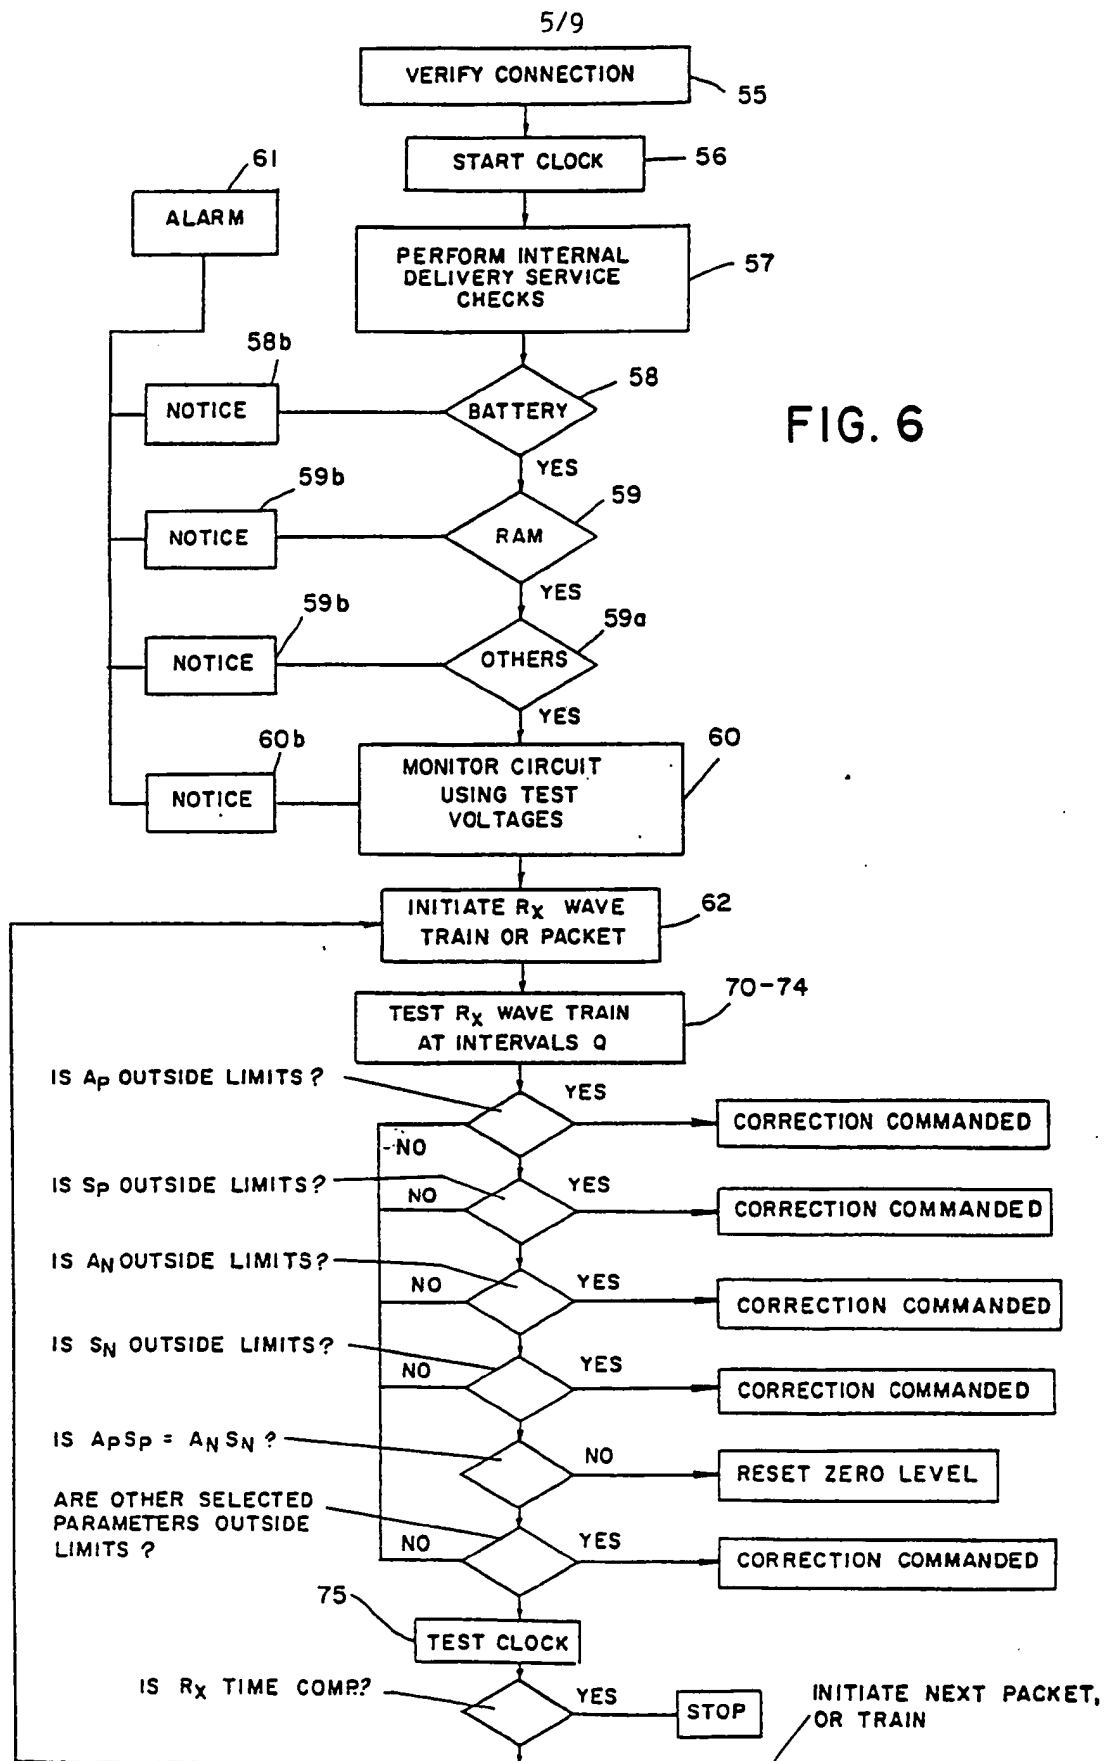 5/9
VERIFY CONNECTION
55
START CLOCK
56
61
ALARM
PERFORM INTERNAL
DELIVERY SERVICE
CHECKS
57
58b
NOTICE
BATTERY
58
FIG. 6
YES
59b
NOTICE
RAM
59
YES
59b
NOTICE
OTHERS
59a
YES
60b
NOTICE
MONITOR CIRCUIT
USING TEST
VOLTAGES
60
INITIATE RX WAVE
TRAIN OR PACKET
62
TEST RX WAVE TRAIN
AT INTERVALS Q
70-74
IS AP OUTSIDE LIMITS?
YES
CORRECTION COMMANDED
NO
IS SP OUTSIDE LIMITS?
NO
YES
CORRECTION COMMANDED
IS AN OUTSIDE LIMITS?
NO
YES
CORRECTION COMMANDED
IS SN OUTSIDE LIMITS?
NO
YES
CORRECTION COMMANDED
IS APSP = ANSN?
NO
RESET ZERO LEVEL
ARE OTHER SELECTED
PARAMETERS OUTSIDE
LIMITS?
NO
YES
CORRECTION COMMANDED
75
TEST CLOCK
IS RX TIME COMP.?
YES
STOP
INITIATE NEXT PACKET,
OR TRAIN